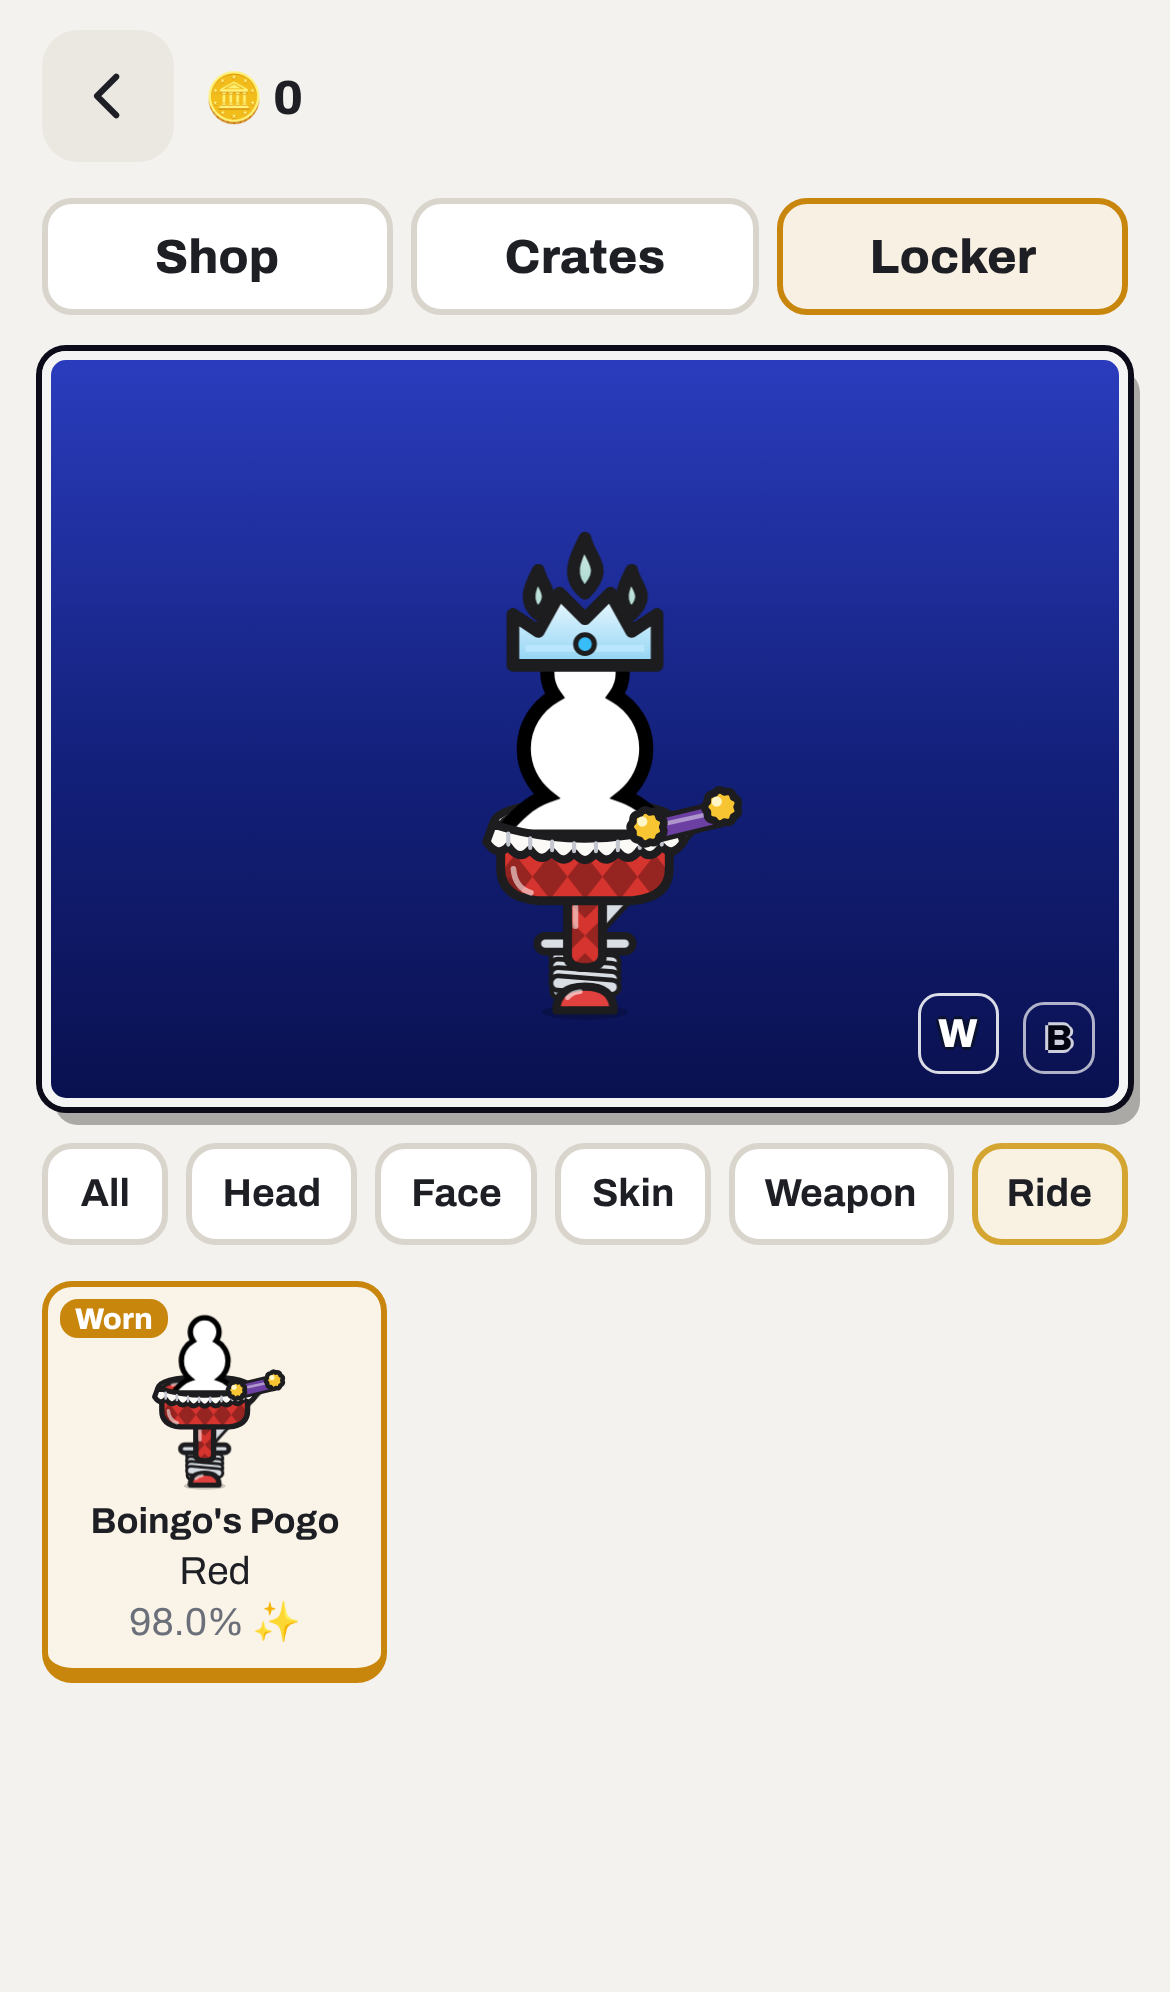 0
Shop Crates Locker
W B
All Head Face Skin Weapon Ride
Worn
Boingo's Pogo
Red
98.0% ✨